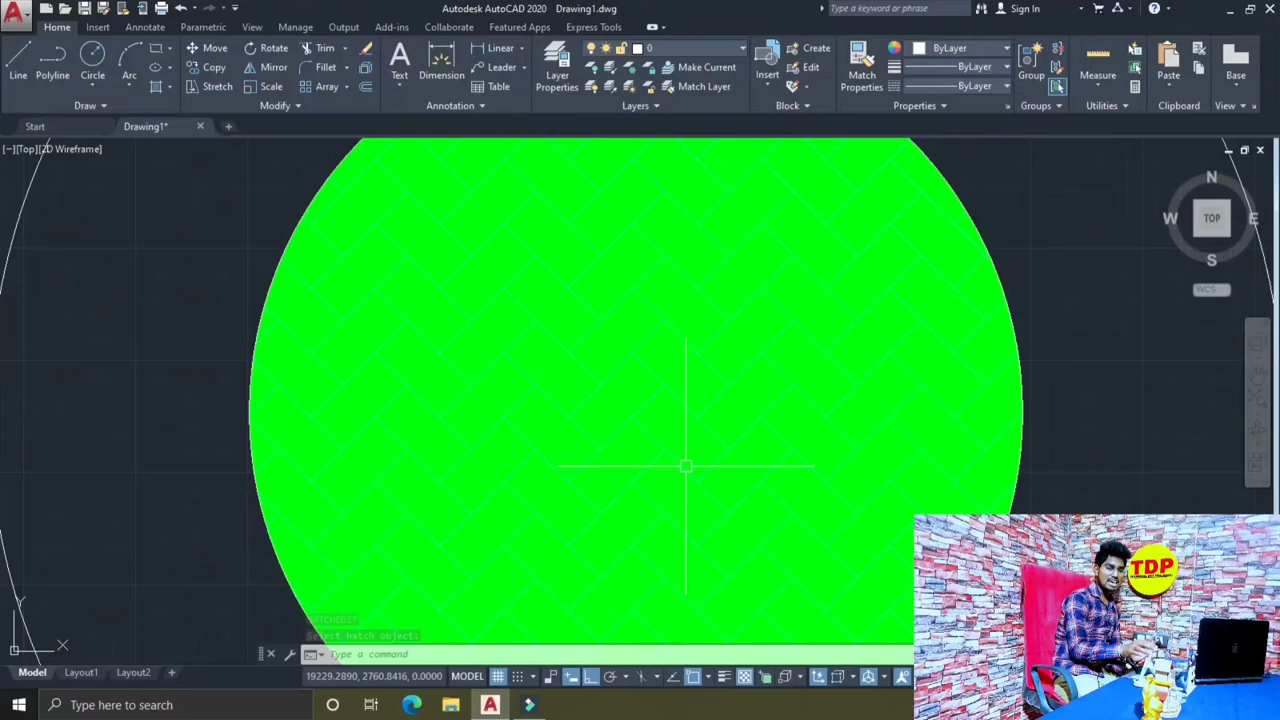 Autodesk AutoCAD 2020 Drawing1.dwg
Type a keyword or phrase
Sign In
Home Insert Annotate Parametric View Manage Output Collaborate Express Tools Featured Apps
Line
Polyline
Circle
Arc
Move
Rotate
Trim
Copy
Mirror
Fillet
Stretch
Scale
Array
Text
Dimension
Linear
Leader
Table
Layer
Properties
0
Make Current
Match Layer
Insert
Create
Edit
Match
Properties
ByLayer
ByLayer
ByLayer
Group
Measure
Paste
Base
Draw
Modify
Annotation
Layers
Block
Properties
Groups
Utilities
Clipboard
View
Start
Drawing1*
[−][Top][2D Wireframe]
N
W
TOP
E
S
WCS
TDP
HATCHEDIT
Select hatch object:
Type a command
Y
X
Model
Layout1
Layout2
19229.2890, 2760.8416, 0.0000
MODEL
Type here to search